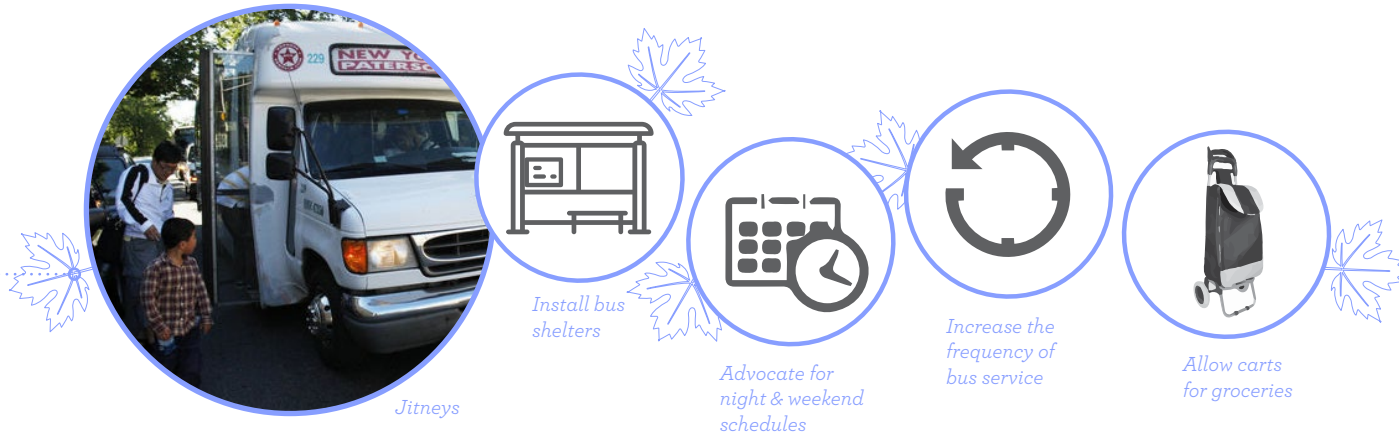 229
NEW YO
PATERSO
Jitneys
Install bus
shelters
Advocate for
night & weekend
schedules
Increase the
frequency of
bus service
Allow carts
for groceries